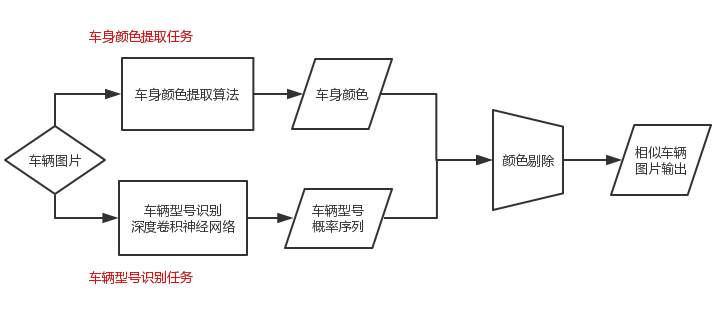 车身颜色提取任务
车身颜色提取算法
车身颜色
车辆图片
颜色剔除
相似车辆
图片输出
车辆型号识别
深度卷积神经网络
车辆型号
概率序列
车辆型号识别任务